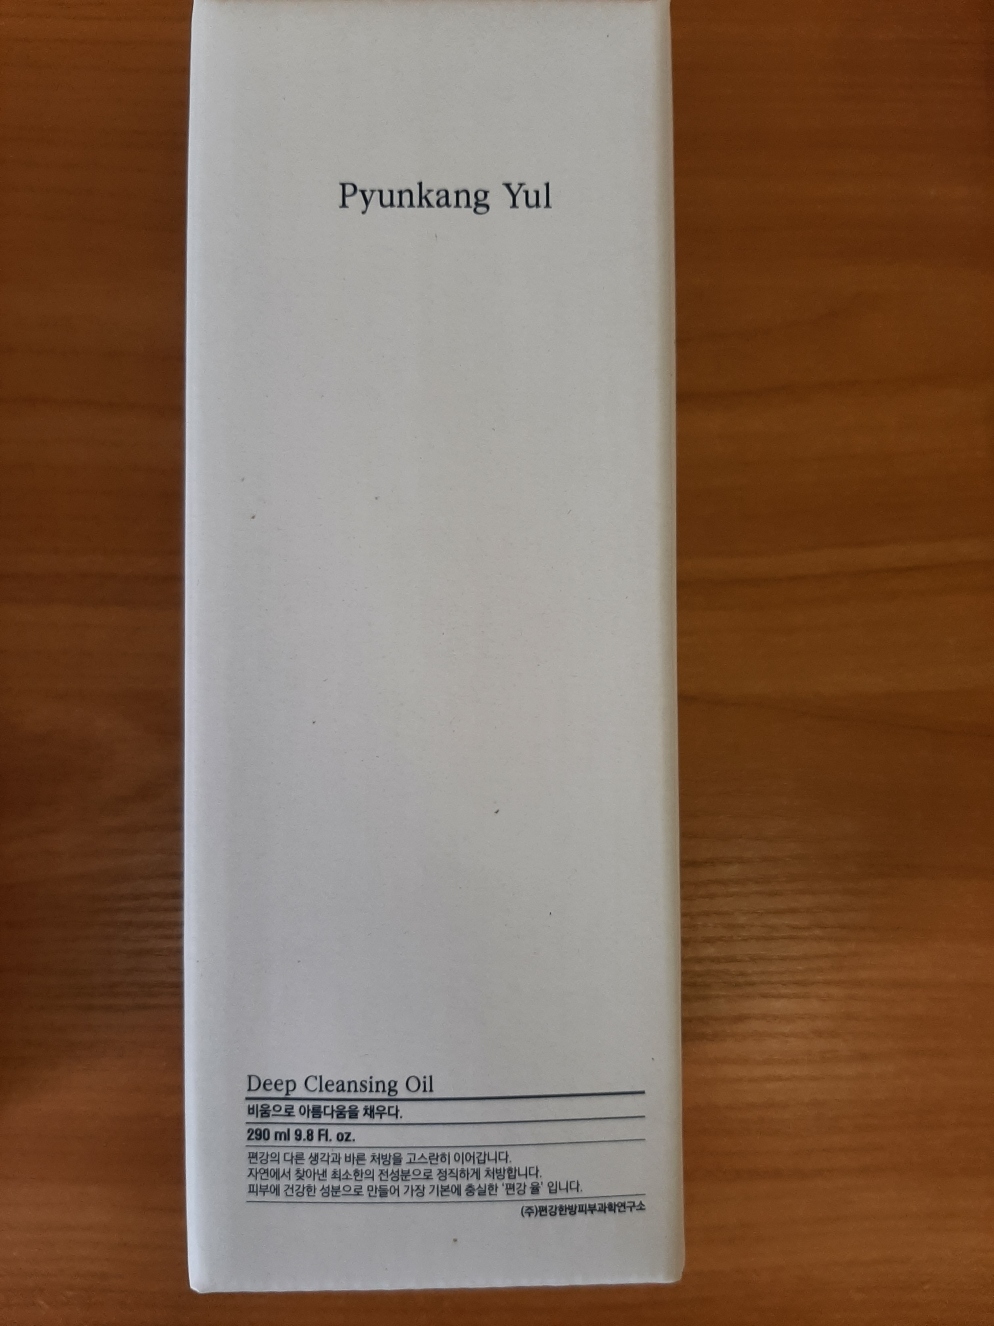 Pyunkang Yul
Deep Cleansing Oil
비움으로 아름다움을 채우다.
290 ml 9.8 Fl. oz.
편강의 다른 생각과 바른 처방을 고스란히 이어갑니다.
자연에서 찾아낸 최소한의 전성분으로 정직하게 처방합니다.
피부에 건강한 성분으로 만들어 가장 기본에 충실한 '편강 율' 입니다.
(주)편강한방피부과학연구소